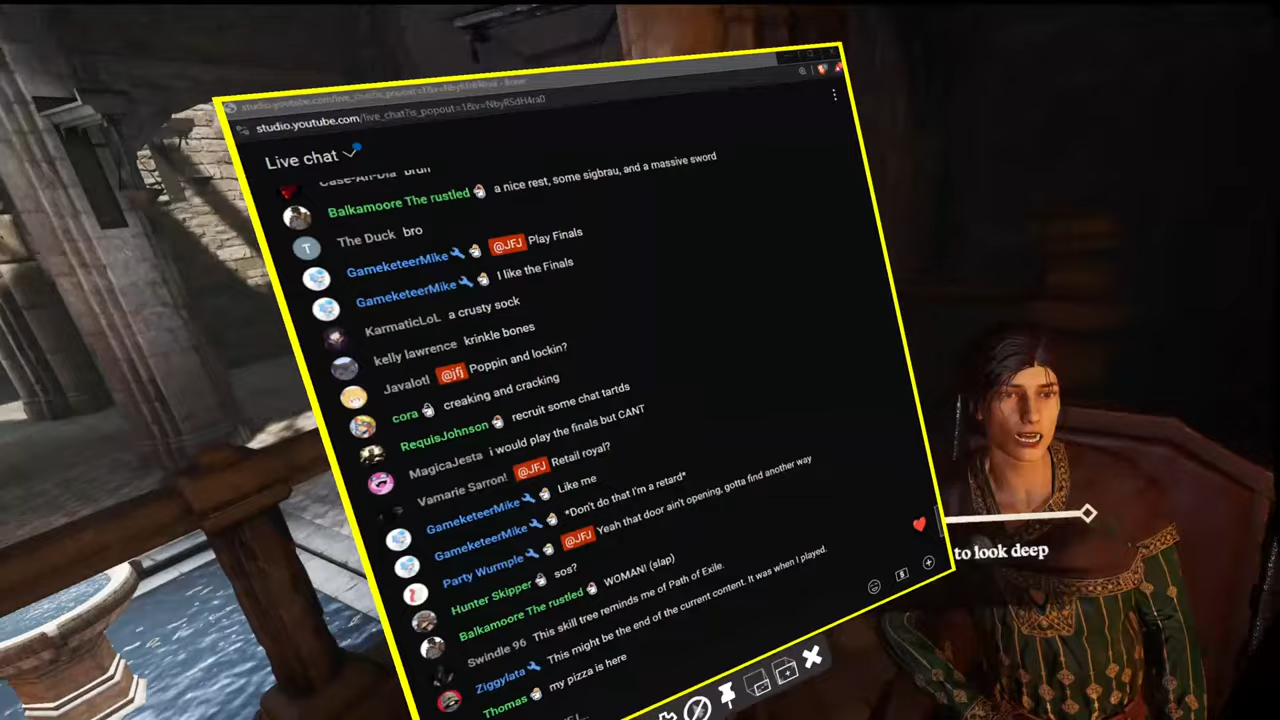 studio.youtube.com/live_chat?is_popout=1&v=NbyRSdH4ra0
Live chat
Balkamoore The rustled a nice rest, some sigbrau, and a massive sword
The Duck bro
GameketeerMike @JFJ Play Finals
GameketeerMike I like the Finals
KarmaticLoL a crusty sock
kelly lawrence krinkle bones
Javalot! @jfj Poppin and lockin?
cora creaking and cracking
RequisJohnson recruit some chat tartds
MagicaJesta i would play the finals but CANT
Vamarie Sarron! @JFJ Retail royal?
GameketeerMike Like me
GameketeerMike *Don't do that I'm a retard*
Party Wurmple @JFJ Yeah that door ain't opening, gotta find another way
Hunter Skipper sos?
Balkamoore The rustled WOMAN! (slap)
Swindle 96 This skill tree reminds me of Path of Exile.
Ziggylata This might be the end of the current content. It was when I played.
Thomas my pizza is here
to look deep